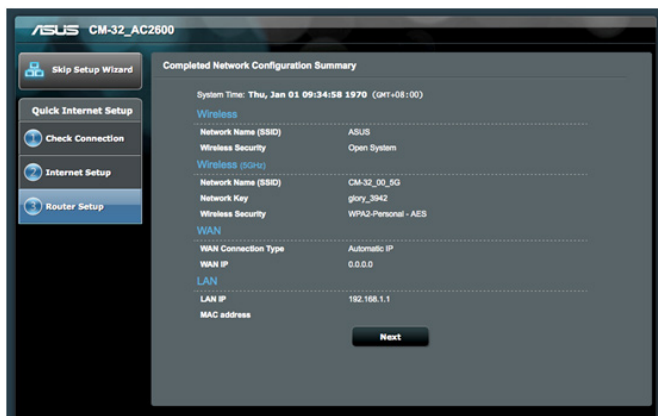 ASUS CM-32_AC2600
Skip Setup Wizard
Quick Internet Setup
1 Check Connection
2 Internet Setup
3 Router Setup
Completed Network Configuration Summary
System Time: Thu, Jan 01 09:34:58 1970 (GMT+08:00)
Wireless
Network Name (SSID) ASUS
Wireless Security Open System
Wireless (5GHz)
Network Name (SSID) CM-32_00_5G
Network Key glory_3942
Wireless Security WPA2-Personal - AES
WAN
WAN Connection Type Automatic IP
WAN IP 0.0.0.0
LAN
LAN IP 192.168.1.1
MAC address
Next